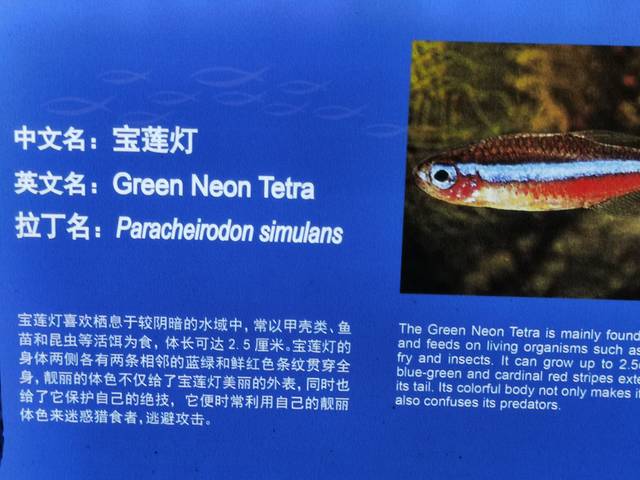 中文名：宝莲灯
英文名：Green Neon Tetra
拉丁名：Paracheirodon simulans
宝莲灯喜欢栖息于较阴暗的水域中，常以甲壳类、鱼
苗和昆虫等活饵为食，体长可达 2.5 厘米。宝莲灯的
身体两侧各有两条相邻的蓝绿和鲜红色条纹贯穿全
身，靓丽的体色不仅给了宝莲灯美丽的外表，同时也
给了它保护自己的绝技，它便时常利用自己的靓丽
体色来迷惑猎食者，逃避攻击。
The Green Neon Tetra is mainly found
and feeds on living organisms such as
fry and insects. It can grow up to 2.5
blue-green and cardinal red stripes exte
its tail. Its colorful body not only makes it
also confuses its predators.